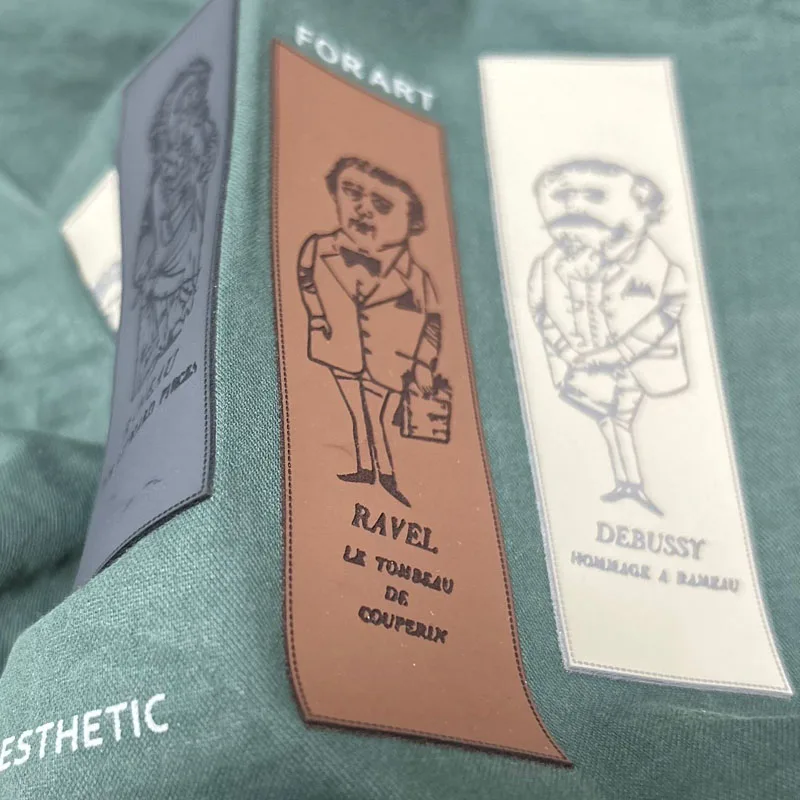 FOR ART
RAVEL
LE TOMBEAU
DE
COUPERIN
DEBUSSY
HOMMAGE A RAMEAU
ESTHETIC